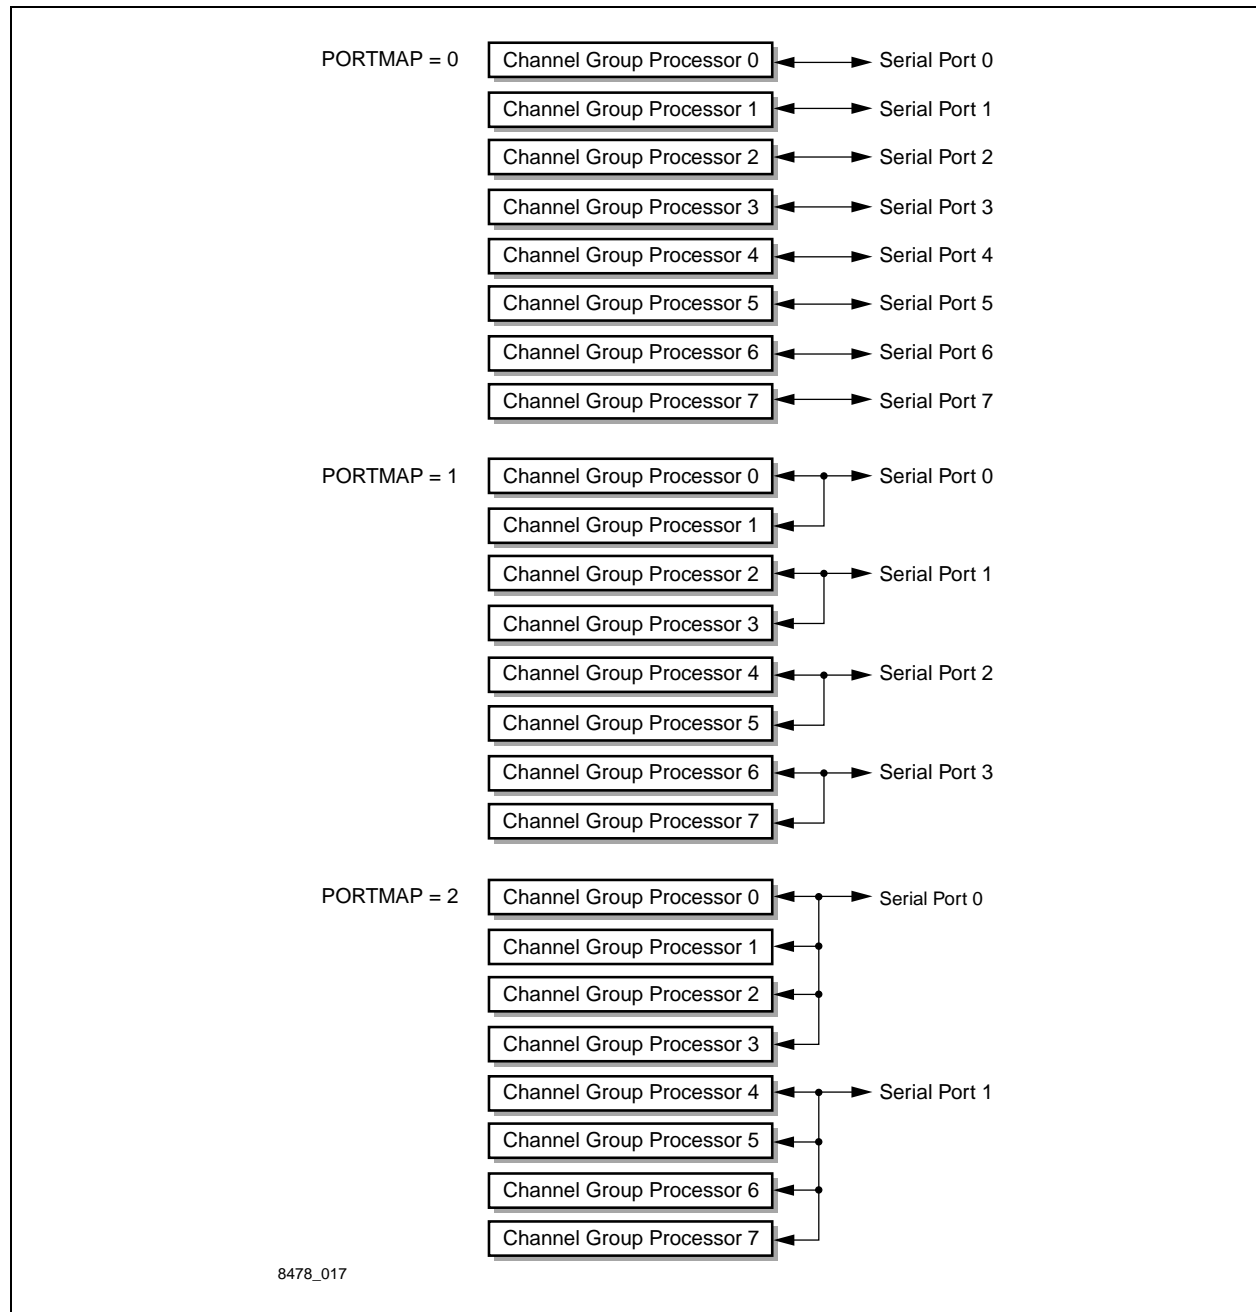 PORTMAP = 0 Channel Group Processor 0 Serial Port 0
Channel Group Processor 1 Serial Port 1
Channel Group Processor 2 Serial Port 2
Channel Group Processor 3 Serial Port 3
Channel Group Processor 4 Serial Port 4
Channel Group Processor 5 Serial Port 5
Channel Group Processor 6 Serial Port 6
Channel Group Processor 7 Serial Port 7
PORTMAP = 1 Channel Group Processor 0 Serial Port 0
Channel Group Processor 1
Channel Group Processor 2 Serial Port 1
Channel Group Processor 3
Channel Group Processor 4 Serial Port 2
Channel Group Processor 5
Channel Group Processor 6 Serial Port 3
Channel Group Processor 7
PORTMAP = 2 Channel Group Processor 0 Serial Port 0
Channel Group Processor 1
Channel Group Processor 2
Channel Group Processor 3
Channel Group Processor 4 Serial Port 1
Channel Group Processor 5
Channel Group Processor 6
Channel Group Processor 7
8478_017